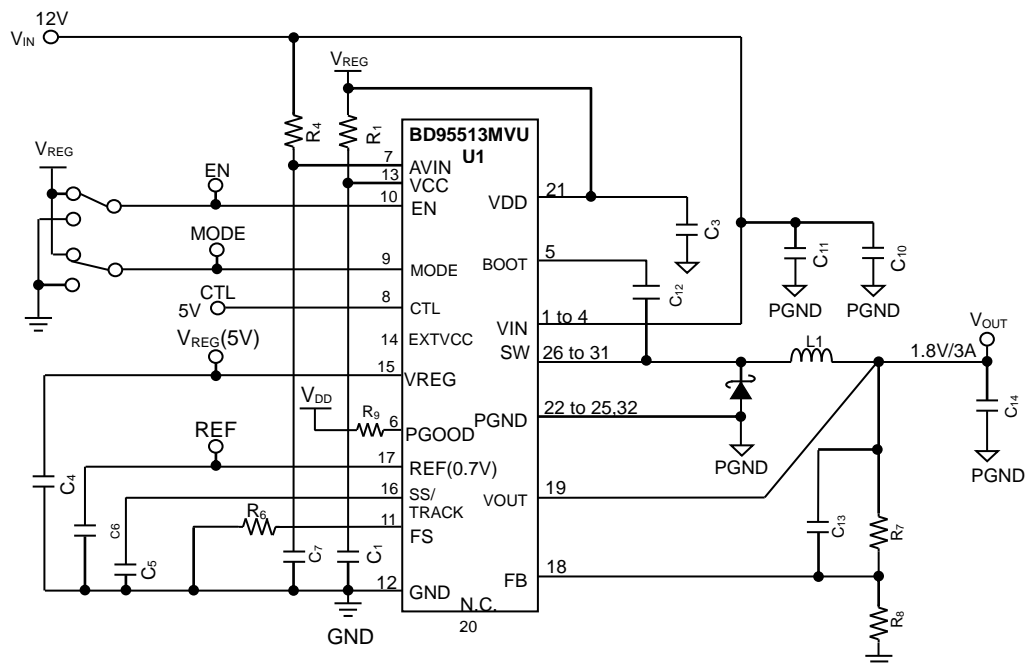 12V
VIN
VREG
R4
R1
BD95513MVU
U1
7
AVIN
13
VCC
VREG
EN
10
EN
VDD
21
C3
MODE
9
MODE
BOOT
5
C12
C11
C10
PGND
PGND
CTL
5V
8
CTL
VIN
1 to 4
14
EXTVCC
SW
26 to 31
L1
1.8V/3A
VOUT
VREG(5V)
15
VREG
VDD
R9
6
PGOOD
PGND
22 to 25,32
PGND
C14
PGND
REF
17
REF(0.7V)
C4
16
SS/
TRACK
VOUT
19
C6
R6
11
FS
C13
R7
C5
C7
C1
12
GND
FB
18
N.C.
20
GND
R8